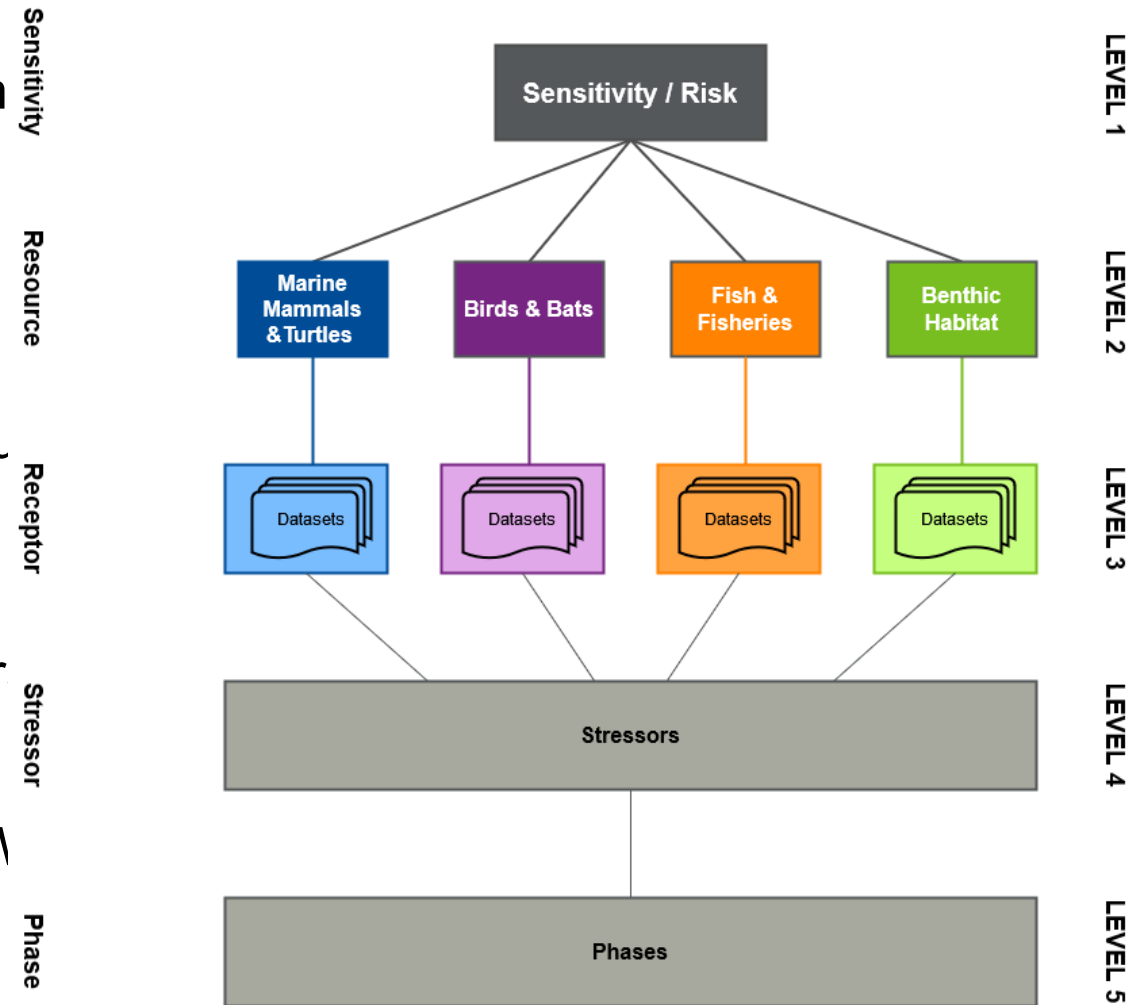 Sensitivity
Sensitivity / Risk
LEVEL 1
Resource
Marine
Mammals
&Turtles
Birds & Bats
Fish &
Fisheries
Benthic
Habitat
LEVEL 2
Receptor
Datasets
Datasets
Datasets
Datasets
LEVEL 3
Stressor
Stressors
LEVEL 4
Phase
Phases
LEVEL 5